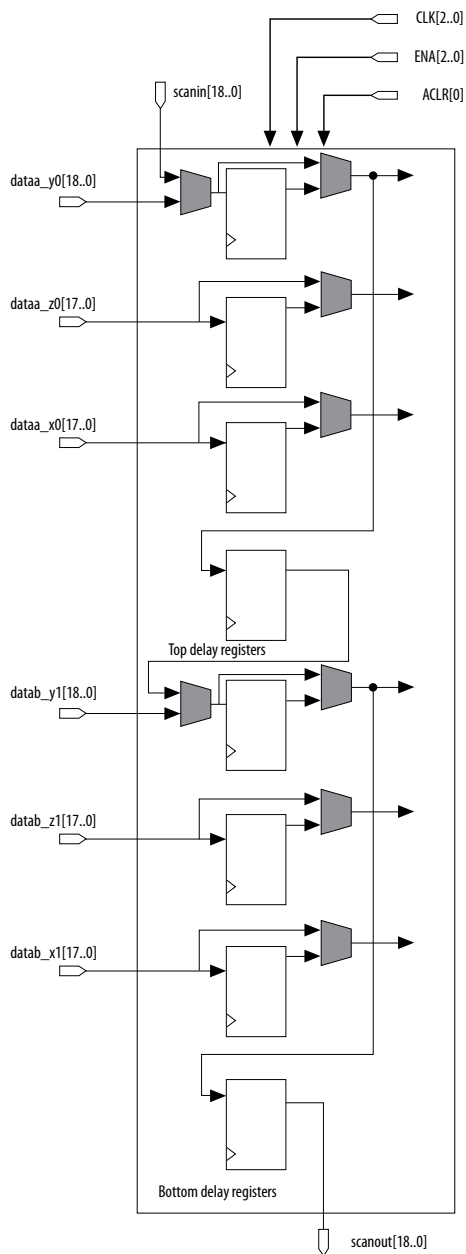 CLK[2..0]
ENA[2..0]
scanin[18..0]
ACLR[0]
dataa_y0[18..0]
dataa_z0[17..0]
dataa_x0[17..0]
Top delay registers
datab_y1[18..0]
datab_z1[17..0]
datab_x1[17..0]
Bottom delay registers
scanout[18..0]